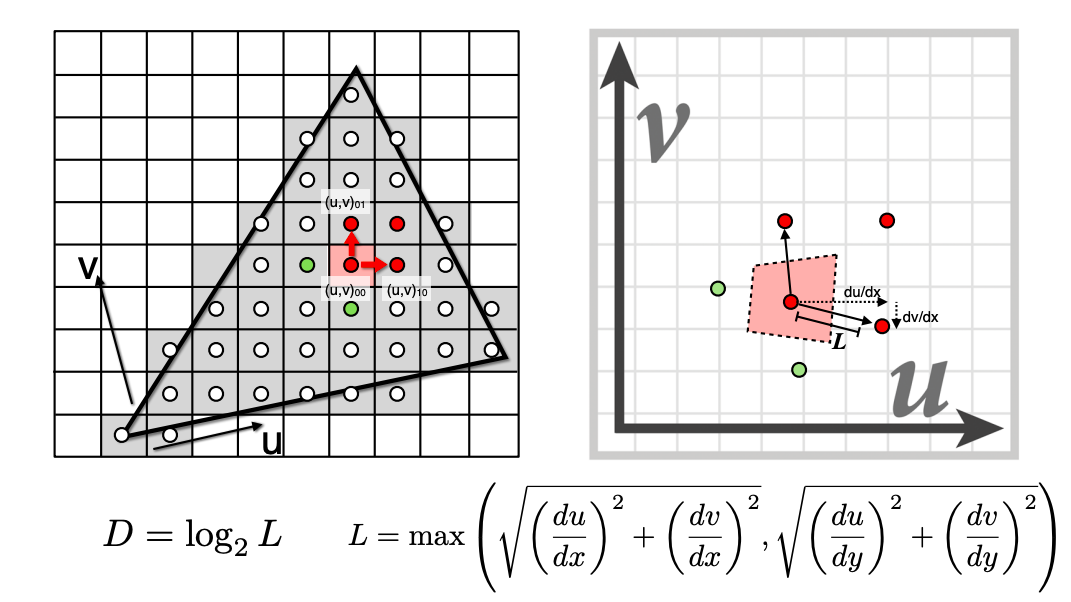 (u,v)₀₁
(u,v)₀₀
(u,v)₁₀
v
u
v
du/dx
dv/dx
L
u
D = log₂ L
L = max ( √( (du/dx)² + (dv/dx)² ), √( (du/dy)² + (dv/dy)² ) )